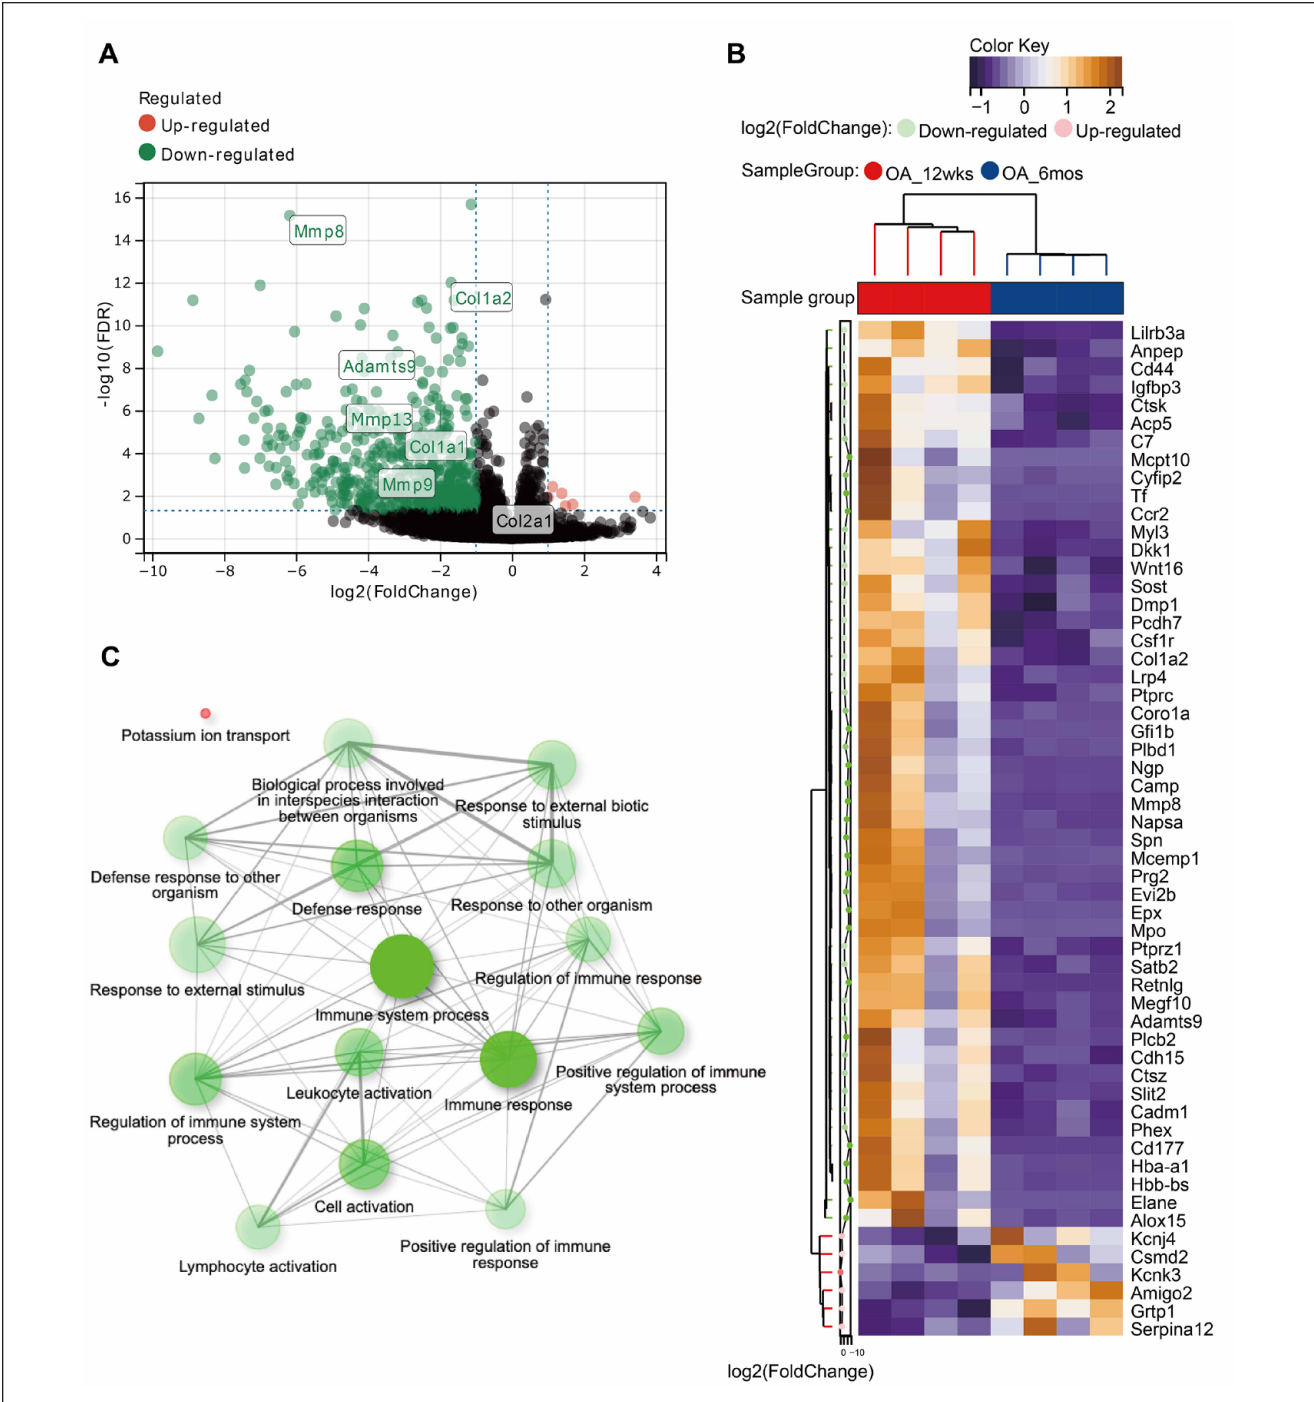 A
Regulated
Up-regulated
Down-regulated
16
14
12
10
8
6
4
2
0
-log10(FDR)
Mmp8
Col1a2
Adamts9
Mmp13
Col1a1
Mmp9
Col2a1
−10
−8
−6
−4
−2
0
2
4
log2(FoldChange)
B
Color Key
−1
0
1
2
log2(FoldChange): Down-regulated Up-regulated
SampleGroup: OA_12wks OA_6mos
Sample group
Lilrb3a
Anpep
Cd44
Igfbp3
Ctsk
Acp5
C7
Mcpt10
Cyfip2
Tf
Ccr2
Myl3
Dkk1
Wnt16
Sost
Dmp1
Pcdh7
Csf1r
Col1a2
Lrp4
Ptprc
Coro1a
Gfi1b
Plbd1
Ngp
Camp
Mmp8
Napsa
Spn
Mcemp1
Prg2
Evi2b
Epx
Mpo
Ptprz1
Satb2
Retnlg
Megf10
Adamts9
Plcb2
Cdh15
Ctsz
Slit2
Cadm1
Phex
Cd177
Hba-a1
Hbb-bs
Elane
Alox15
Kcnj4
Csmd2
Kcnk3
Amigo2
Grtp1
Serpina12
0 −10
log2(FoldChange)
C
Potassium ion transport
Biological process involved
in interspecies interaction
between organisms
Response to external biotic
stimulus
Defense response to other
organism
Defense response
Response to other organism
Response to external stimulus
Regulation of immune response
Immune system process
Leukocyte activation
Immune response
Positive regulation of immune
system process
Regulation of immune system
process
Cell activation
Lymphocyte activation
Positive regulation of immune
response